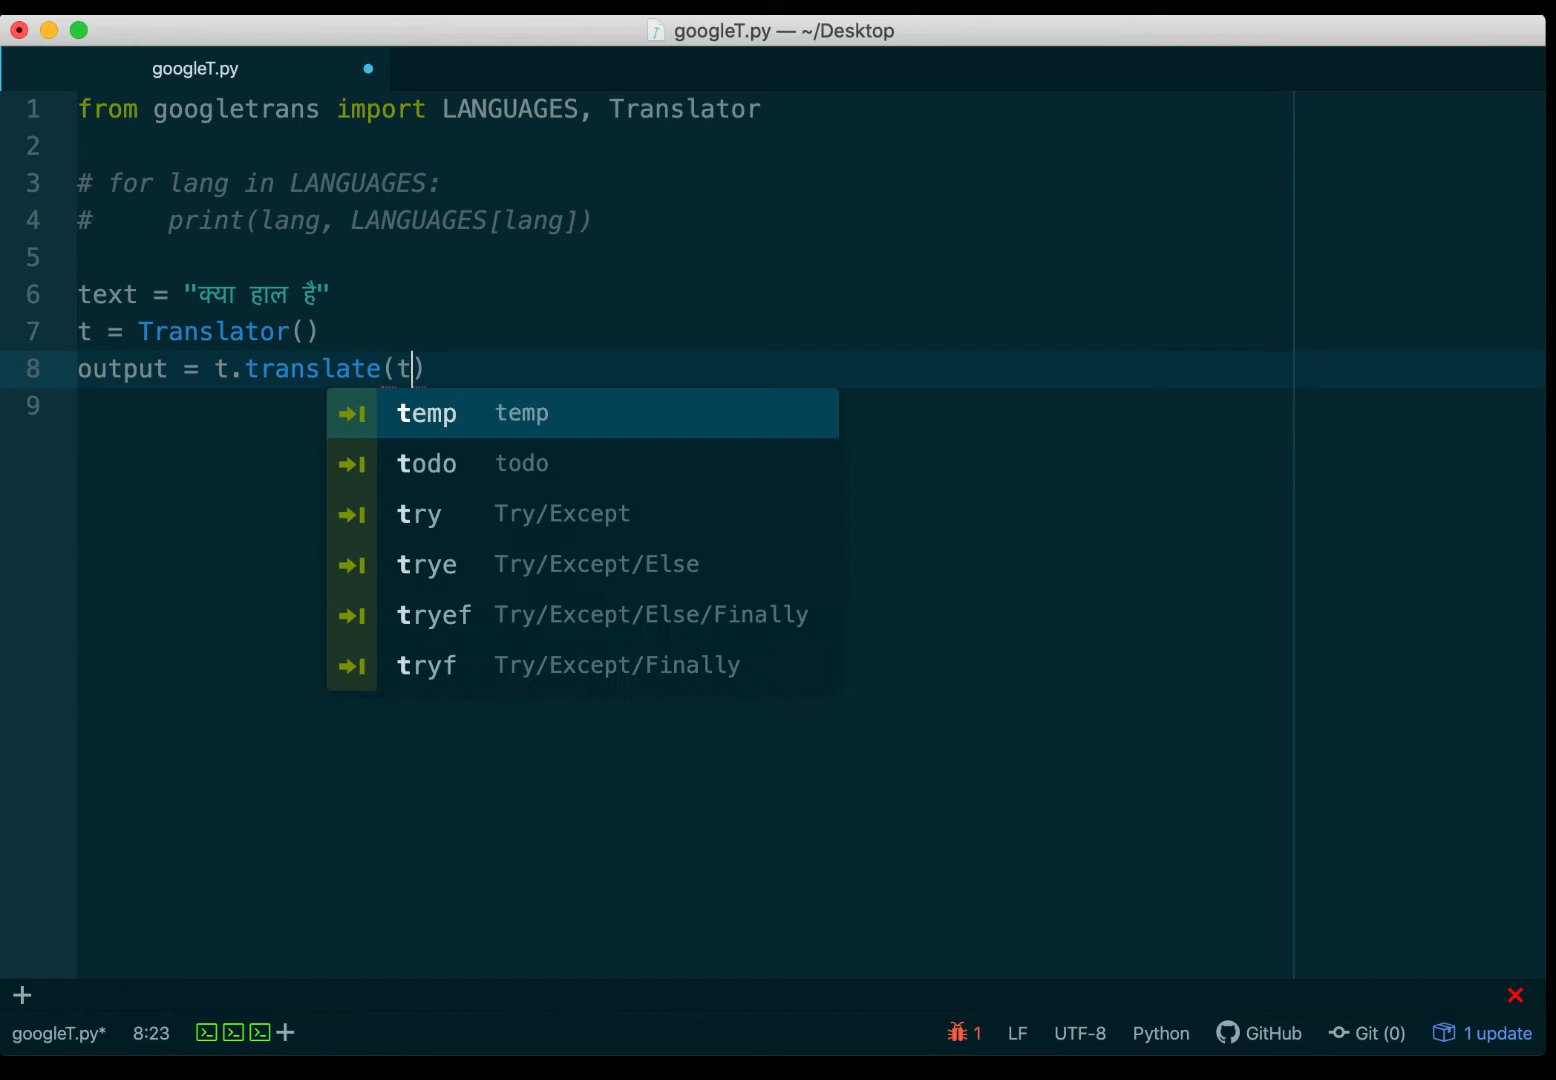 googleT.py — ~/Desktop
googleT.py
1 from googletrans import LANGUAGES, Translator
2
3 # for lang in LANGUAGES:
4 #     print(lang, LANGUAGES[lang])
5
6 text = "क्या हाल है"
7 t = Translator()
8 output = t.translate(t)
9
temp temp
todo todo
try Try/Except
trye Try/Except/Else
tryef Try/Except/Else/Finally
tryf Try/Except/Finally
googleT.py* 8:23 1 LF UTF-8 Python GitHub Git (0) 1 update